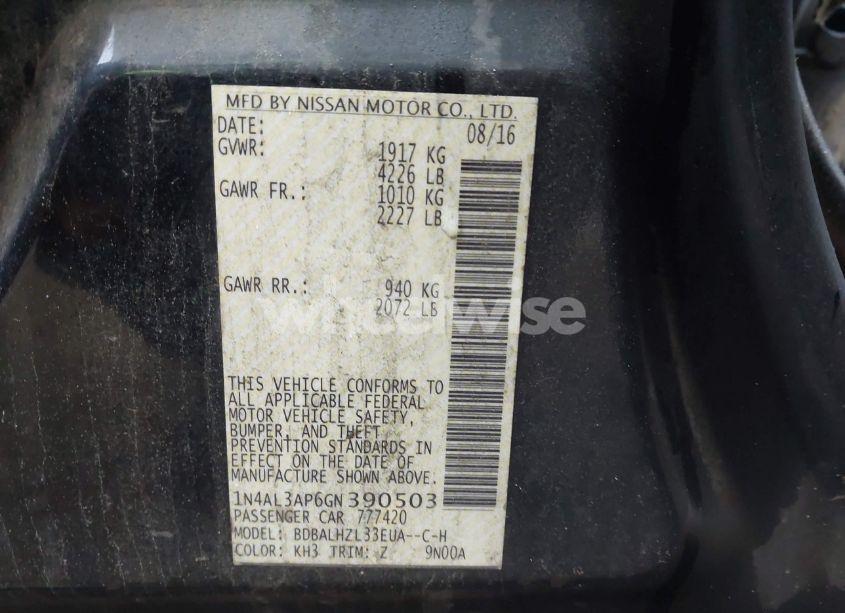 MFD BY NISSAN MOTOR CO., LTD.
DATE: 08/16
GVWR: 1917 KG
4226 LB
GAWR FR.: 1010 KG
2227 LB
GAWR RR.: 940 KG
2072 LB
wheelwise
THIS VEHICLE CONFORMS TO
ALL APPLICABLE FEDERAL
MOTOR VEHICLE SAFETY,
BUMPER, AND THEFT
PREVENTION STANDARDS IN
EFFECT ON THE DATE OF
MANUFACTURE SHOWN ABOVE.
1N4AL3AP6GN390503
PASSENGER CAR 777420
MODEL: BDBALHZL33EUA--C-H
COLOR: KH3 TRIM: Z 9N00A